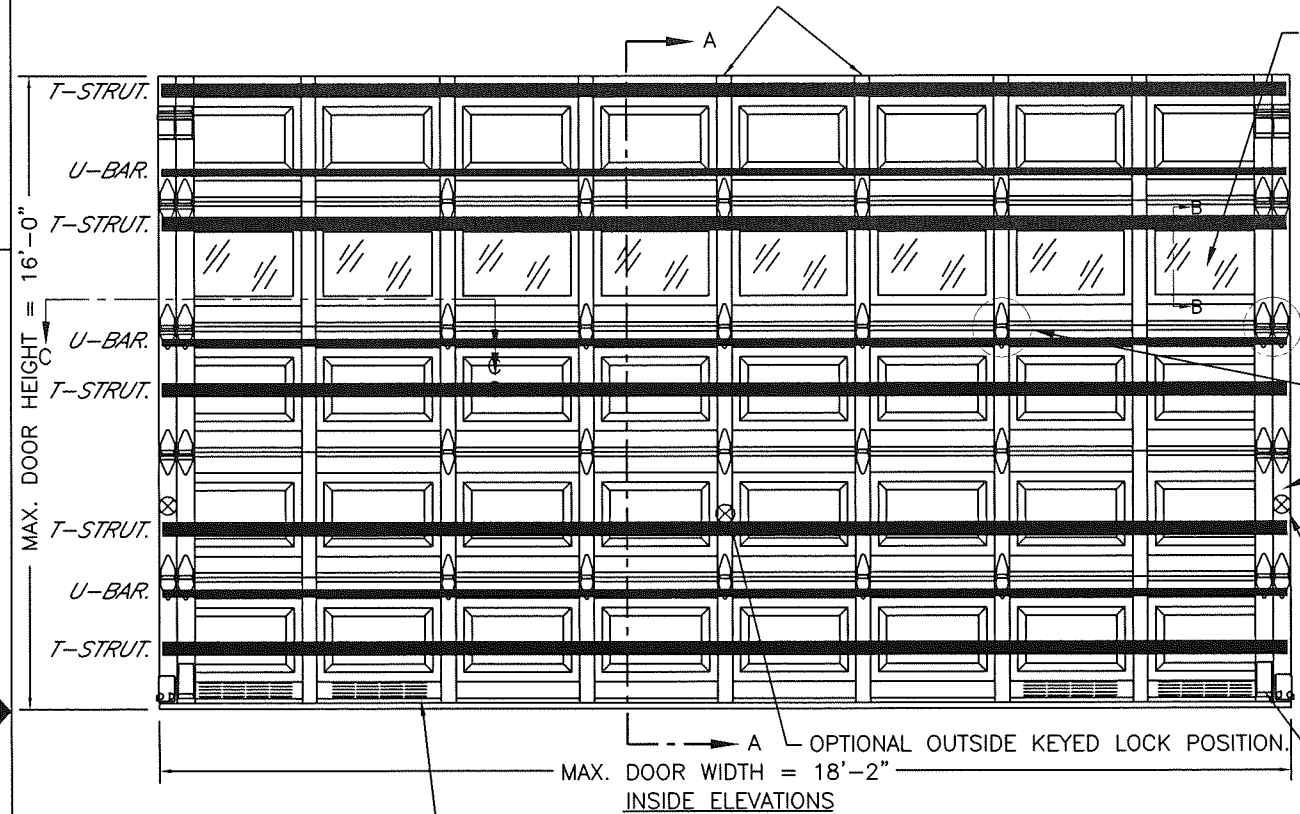 A
T-STRUT.
U-BAR.
T-STRUT.
B
B
MAX. DOOR HEIGHT = 16'-0"
C
U-BAR.
C
T-STRUT.
T-STRUT.
U-BAR.
T-STRUT.
A
OPTIONAL OUTSIDE KEYED LOCK POSITION.
MAX. DOOR WIDTH = 18'-2"
INSIDE ELEVATIONS